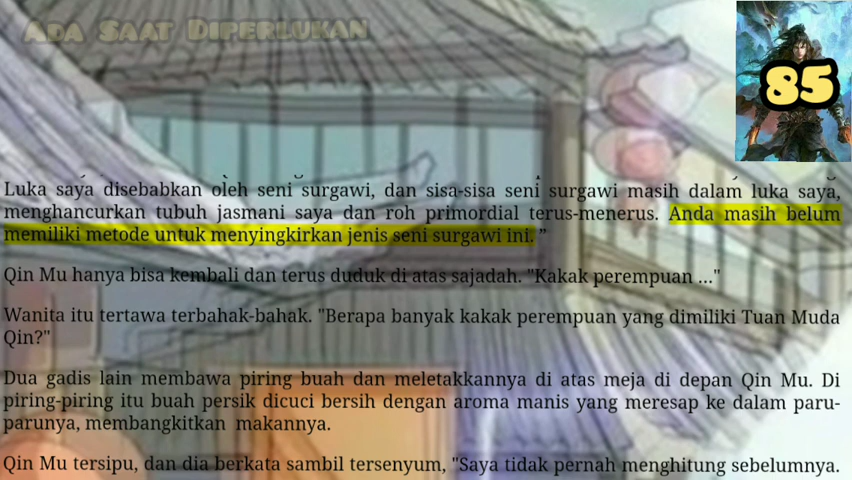 Ada Saat Diperlukan
85
Luka saya disebabkan oleh seni surgawi, dan sisa-sisa seni surgawi masih dalam luka saya,
menghancurkan tubuh jasmani saya dan roh primordial terus-menerus. Anda masih belum
memiliki metode untuk menyingkirkan jenis seni surgawi ini. ”
Qin Mu hanya bisa kembali dan terus duduk di atas sajadah. "Kakak perempuan ..."
Wanita itu tertawa terbahak-bahak. "Berapa banyak kakak perempuan yang dimiliki Tuan Muda
Qin?"
Dua gadis lain membawa piring buah dan meletakkannya di atas meja di depan Qin Mu. Di
piring-piring itu buah persik dicuci bersih dengan aroma manis yang meresap ke dalam paru-
parunya, membangkitkan makannya.
Qin Mu tersipu, dan dia berkata sambil tersenyum, "Saya tidak pernah menghitung sebelumnya.